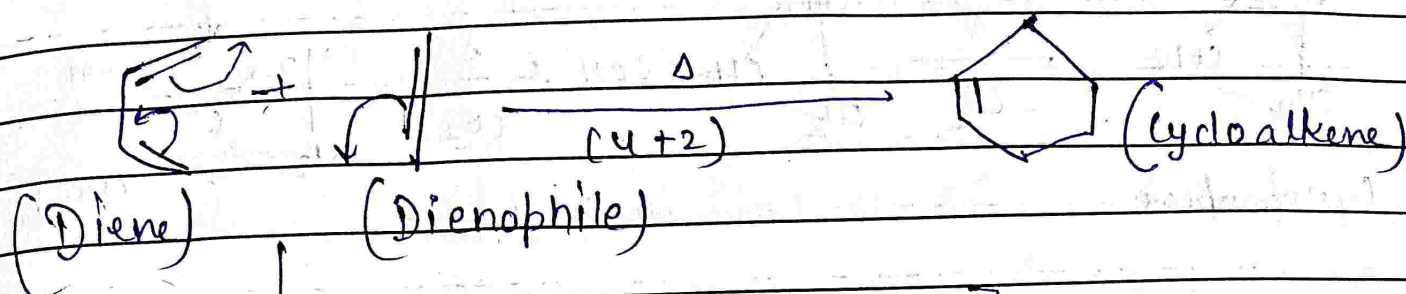 + Δ
(4+2)
(Cycloalkene)
(Diene) (Dienophile)